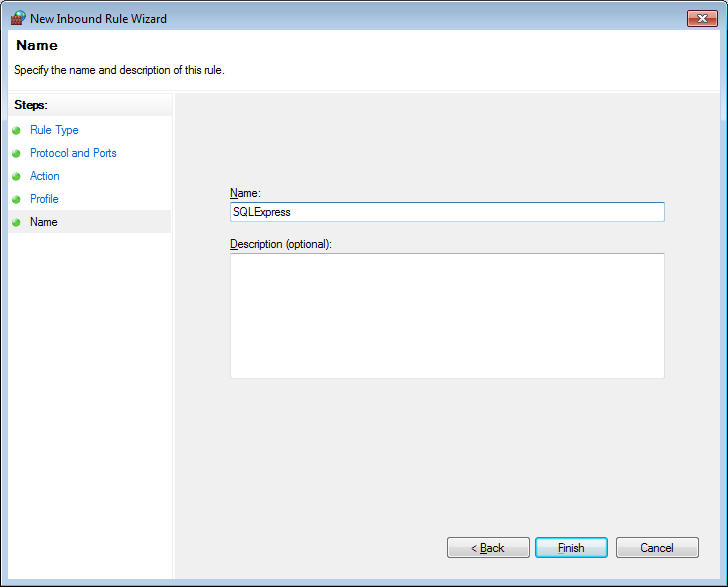 New Inbound Rule Wizard
Name
Specify the name and description of this rule.
Steps:
Rule Type
Protocol and Ports
Action
Profile
Name
Name:
SQLExpress
Description (optional):
< Back
Finish
Cancel